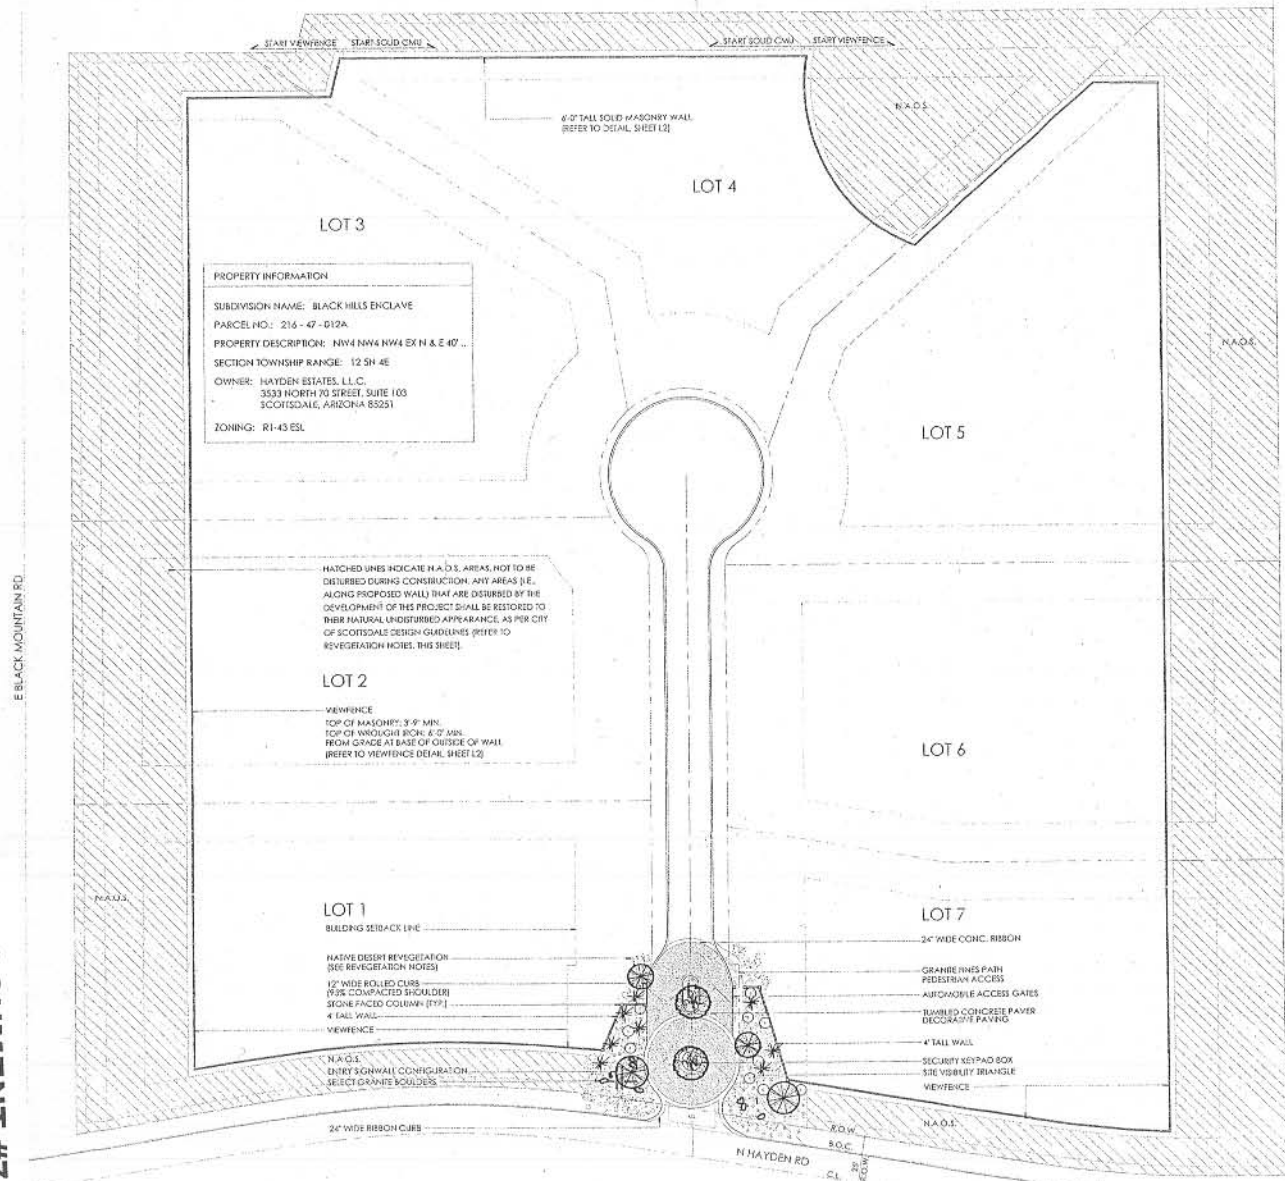 START VIEWFENCE START SOLID CMU
START SOLID CMU START VIEWFENCE
N.A.O.S.
6'-0" TALL SOLID MASONRY WALL
(REFER TO DETAIL, SHEET L2)
LOT 4
LOT 3
PROPERTY INFORMATION
SUBDIVISION NAME: BLACK HILLS ENCLAVE
PARCEL NO.: 216 - 47 - 012A
PROPERTY DESCRIPTION: NW4 NW4 NW4 EX N & E 40' ..
SECTION TOWNSHIP RANGE: 12 5N 4E
OWNER: HAYDEN ESTATES, L.L.C.
3533 NORTH 70 STREET, SUITE 103
SCOTTSDALE, ARIZONA 85251
ZONING: R1-43 ESL
N.A.O.S.
LOT 5
HATCHED LINES INDICATE N.A.O.S. AREAS, NOT TO BE
DISTURBED DURING CONSTRUCTION. ANY AREAS (I.E.,
ALONG PROPOSED WALL) THAT ARE DISTURBED BY THE
DEVELOPMENT OF THIS PROJECT SHALL BE RESTORED TO
THEIR NATURAL UNDISTURBED APPEARANCE, AS PER CITY
OF SCOTTSDALE DESIGN GUIDELINES (REFER TO
REVEGETATION NOTES, THIS SHEET).
E BLACK MOUNTAIN RD
LOT 2
VIEWFENCE
TOP OF MASONRY: 3'-9" MIN.
TOP OF WROUGHT IRON: 6'-0" MIN.
FROM GRADE AT BASE OF OUTSIDE OF WALL
(REFER TO VIEWFENCE DETAIL, SHEET L2)
LOT 6
N.A.O.S.
LOT 1
BUILDING SETBACK LINE
NATIVE DESERT REVEGETATION
(SEE REVEGETATION NOTES)
12" WIDE ROLLED CURB
(95% COMPACTED SHOULDER)
STONE FACED COLUMN (TYP.)
4' TALL WALL
VIEWFENCE
N.A.O.S.
ENTRY SIGNWALL CONFIGURATION
SELECT GRANITE BOULDERS
24" WIDE RIBBON CURB
LOT 7
24" WIDE CONC. RIBBON
GRANITE FINES PATH
PEDESTRIAN ACCESS
AUTOMOBILE ACCESS GATES
TUMBLED CONCRETE PAVER
DECORATIVE PAVING
4' TALL WALL
SECURITY KEYPAD BOX
SITE VISIBILITY TRIANGLE
VIEWFENCE
N.A.O.S.
R.O.W.
B.O.C.
N HAYDEN RD
C.L.
R.O.W.